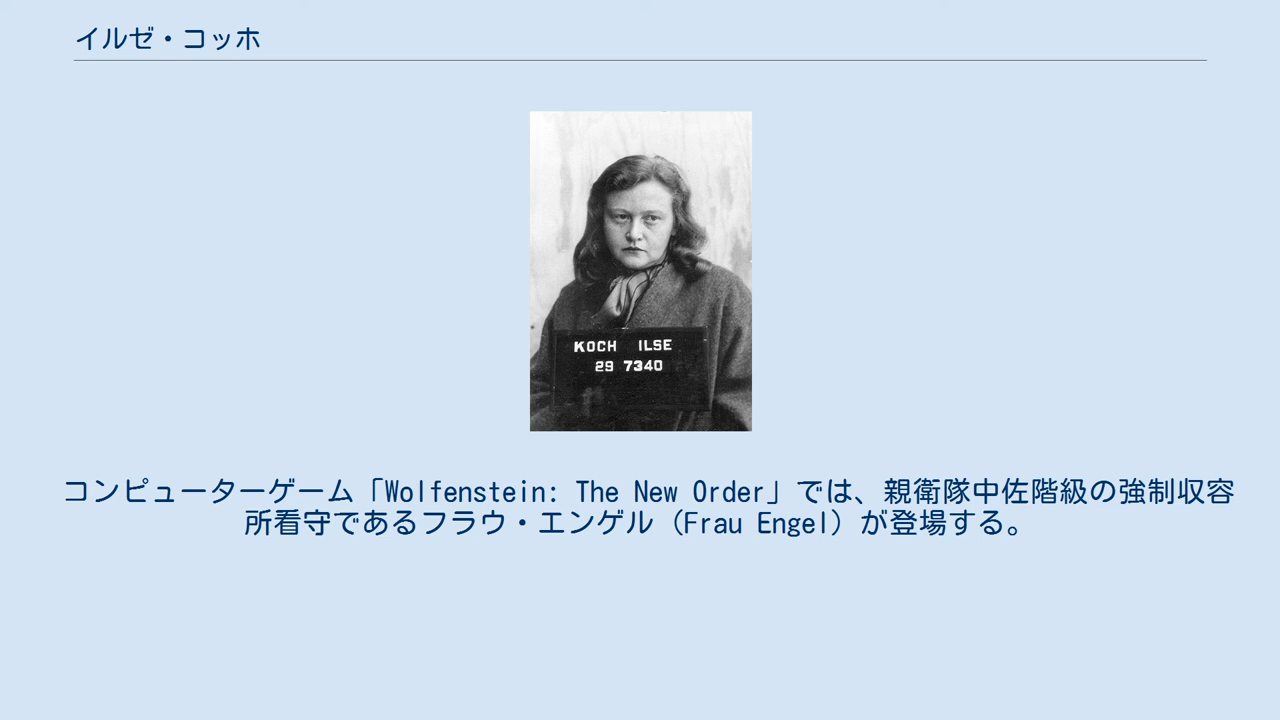 イルゼ・コッホ
KOCH ILSE
29 7340
コンピューターゲーム「Wolfenstein: The New Order」では、親衛隊中佐階級の強制収容
所看守であるフラウ・エンゲル（Frau Engel）が登場する。